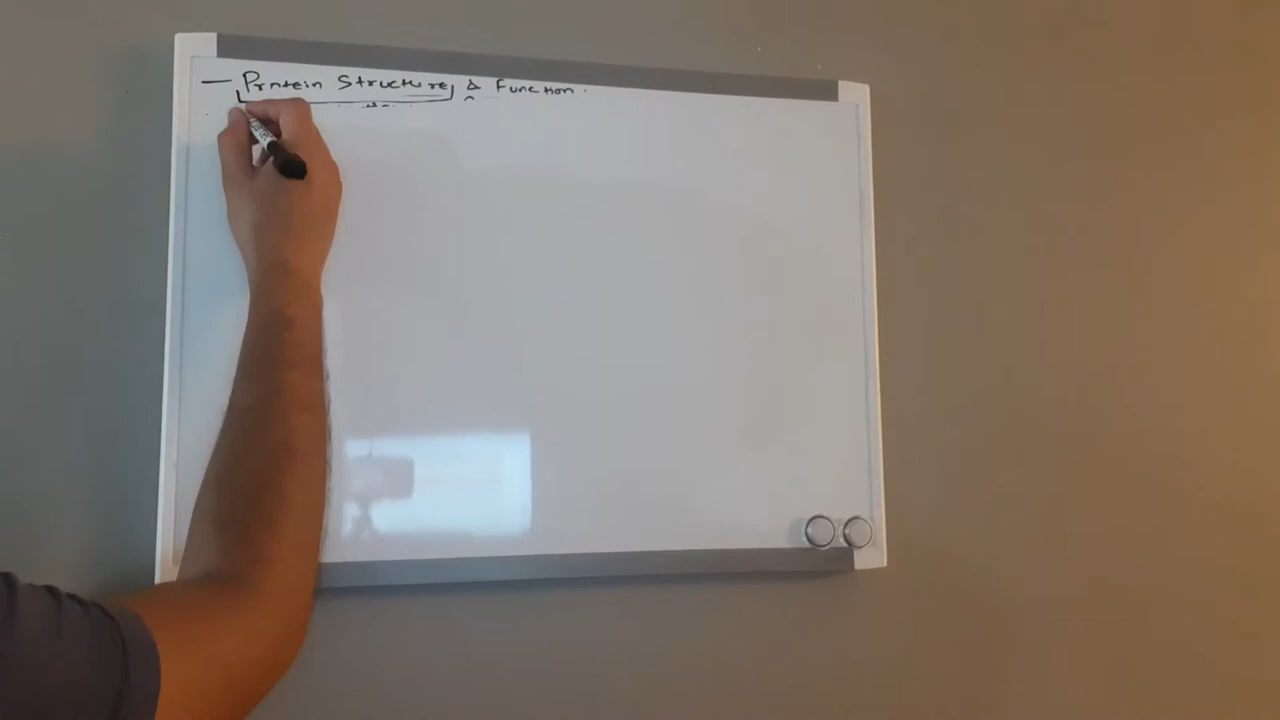 — Protein Structure & Function.